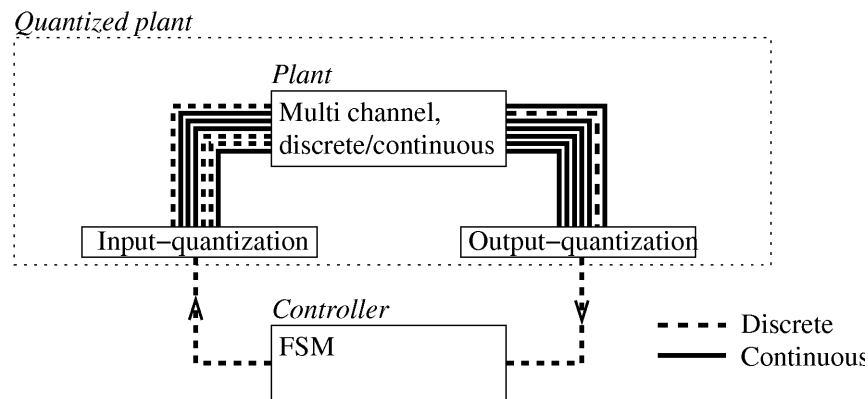 Quantized plant
Plant
Multi channel,
discrete/continuous
Input−quantization
Output−quantization
Controller
FSM
Discrete
Continuous